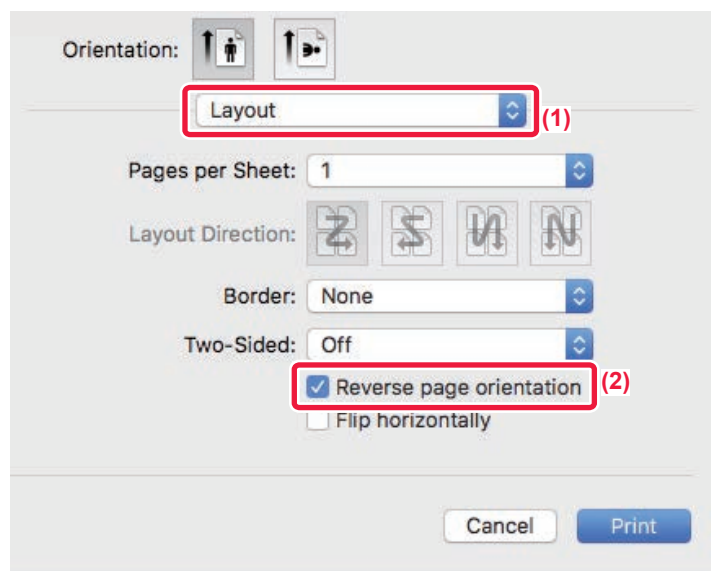 Orientation:
Layout
(1)
Pages per Sheet: 1
Layout Direction:
Border: None
Two-Sided: Off
Reverse page orientation
(2)
Flip horizontally
Cancel Print